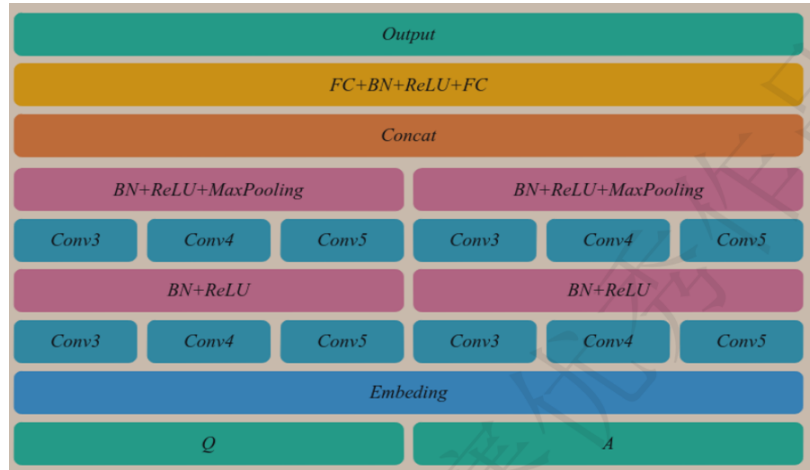 Output
FC+BN+ReLU+FC
Concat
BN+ReLU+MaxPooling BN+ReLU+MaxPooling
Conv3 Conv4 Conv5 Conv3 Conv4 Conv5
BN+ReLU BN+ReLU
Conv3 Conv4 Conv5 Conv3 Conv4 Conv5
Embeding
Q A